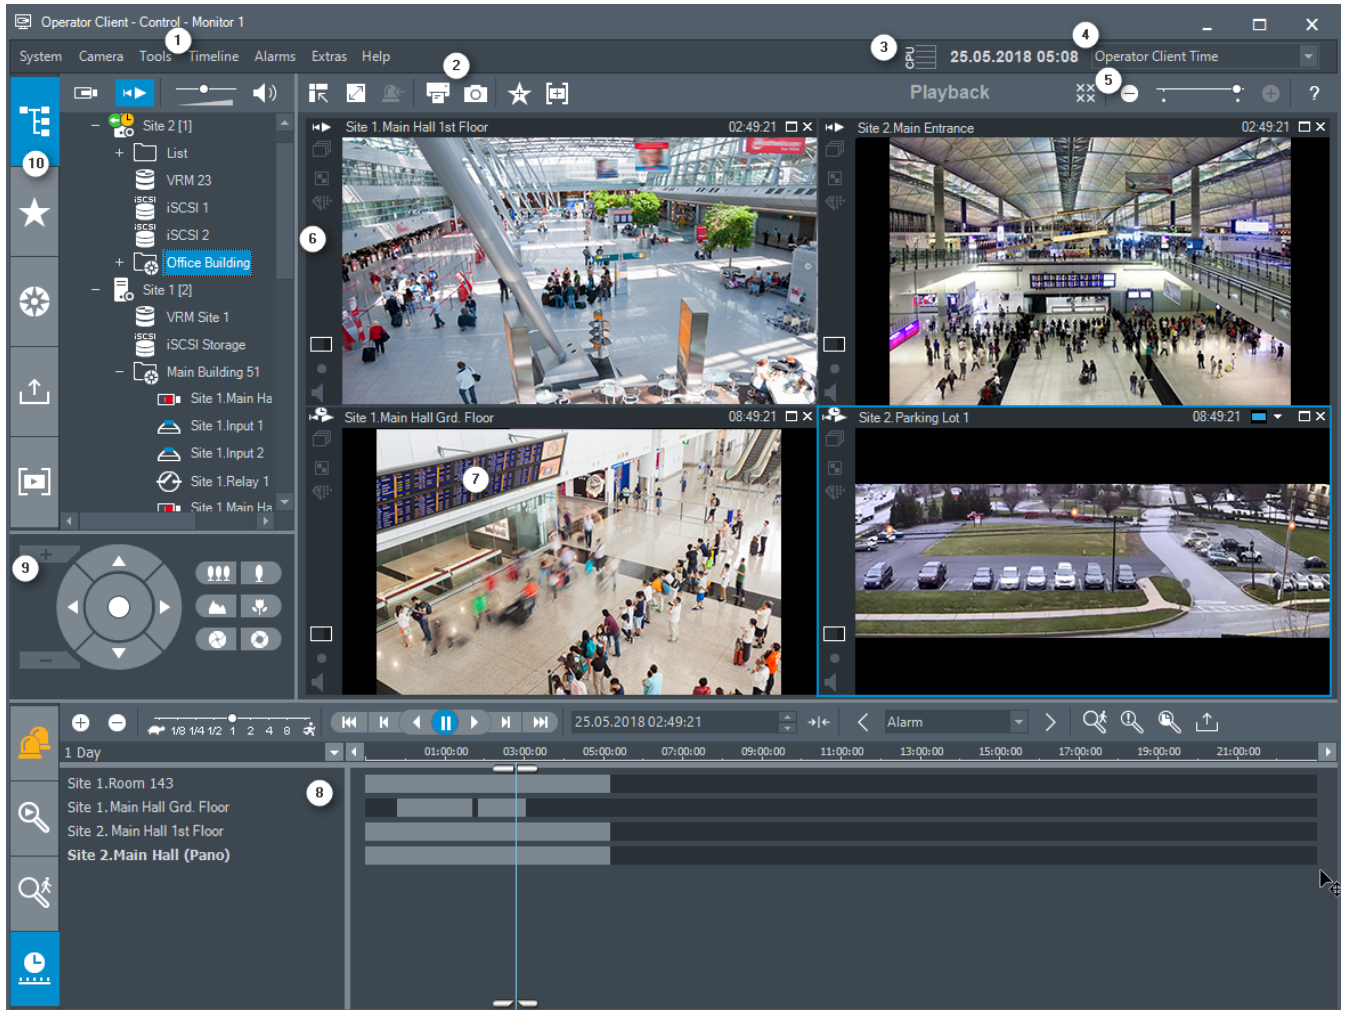 Operator Client - Control - Monitor 1
1
System Camera Tools Timeline Alarms Extras Help
2
3
CPU
25.05.2018 05:08
4
Operator Client Time
5
Playback
?
Site 2 [1]
List
VRM 23
iSCSI iSCSI 1
iSCSI iSCSI 2
Office Building
Site 1 [2]
VRM Site 1
iSCSI iSCSI Storage
Main Building 51
Site 1.Main Ha
Site 1.Input 1
Site 1.Input 2
Site 1.Relay 1
Site 1.Main Ha
10
9
Site 1.Main Hall 1st Floor 02:49:21
6
Site 2.Main Entrance 02:49:21
Site 1.Main Hall Grd. Floor 08:49:21
7
Site 2.Parking Lot 1 08:49:21
1/8 1/4 1/2 1 2 4 8
25.05.2018 02:49:21
Alarm
1 Day
01:00:00 03:00:00 05:00:00 07:00:00 09:00:00 11:00:00 13:00:00 15:00:00 17:00:00 19:00:00 21:00:00
Site 1.Room 143
8
Site 1.Main Hall Grd. Floor
Site 2. Main Hall 1st Floor
Site 2.Main Hall (Pano)